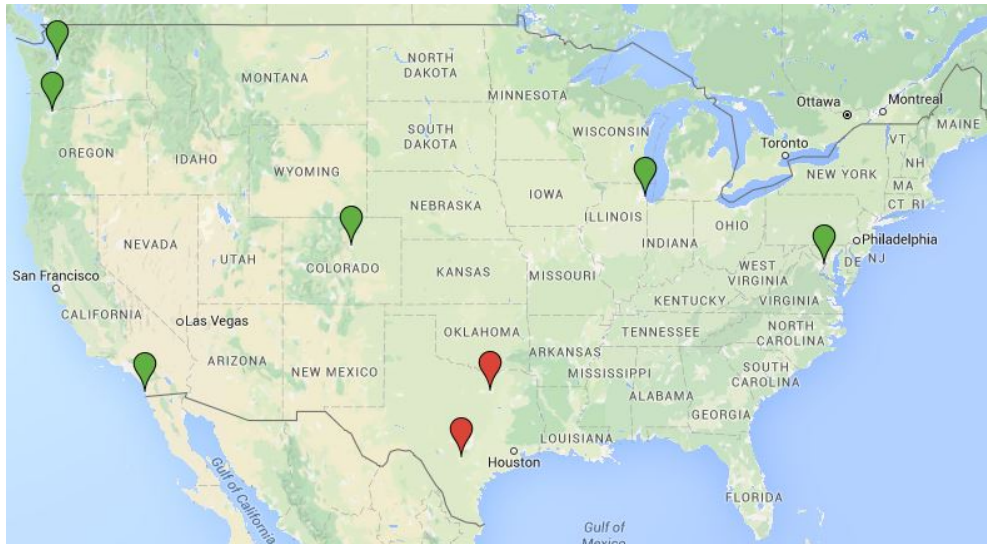 NORTH
DAKOTA
MONTANA
MINNESOTA
Ottawa
Montreal
MAINE
WISCONSIN
SOUTH
DAKOTA
Toronto
VT
NH
OREGON
IDAHO
WYOMING
NEW YORK
MA
CT RI
IOWA
NEBRASKA
ILLINOIS
OHIO
INDIANA
Philadelphia
NEVADA
UTAH
COLORADO
KANSAS
MISSOURI
WEST
VIRGINIA
DE
NJ
San Francisco
KENTUCKY
VIRGINIA
CALIFORNIA
Las Vegas
OKLAHOMA
TENNESSEE
NORTH
CAROLINA
ARIZONA
NEW MEXICO
ARKANSAS
MISSISSIPPI
SOUTH
CAROLINA
ALABAMA
GEORGIA
LOUISIANA
Houston
Gulf of California
FLORIDA
Gulf of
Mexico